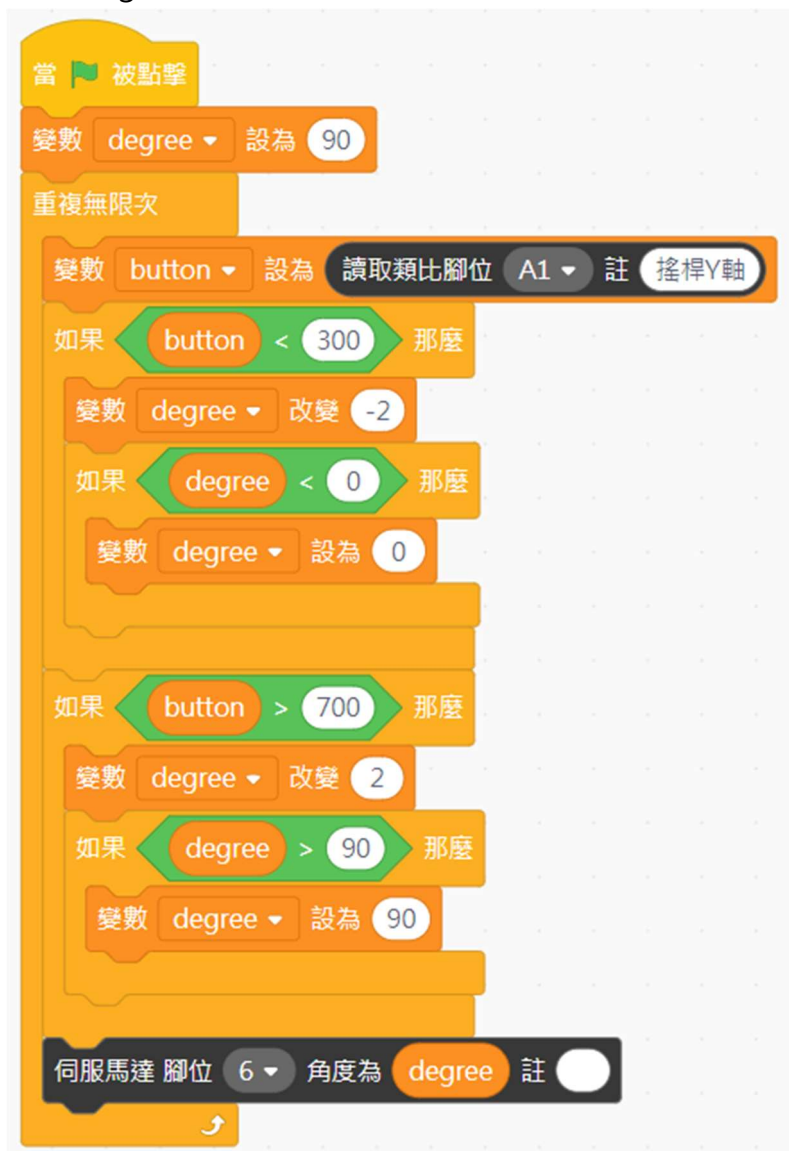 當 被點擊
變數 degree 設為 90
重複無限次
變數 button 設為 讀取類比腳位 A1 註 搖桿Y軸
如果 button < 300 那麼
變數 degree 改變 -2
如果 degree < 0 那麼
變數 degree 設為 0
如果 button > 700 那麼
變數 degree 改變 2
如果 degree > 90 那麼
變數 degree 設為 90
伺服馬達 腳位 6 角度為 degree 註